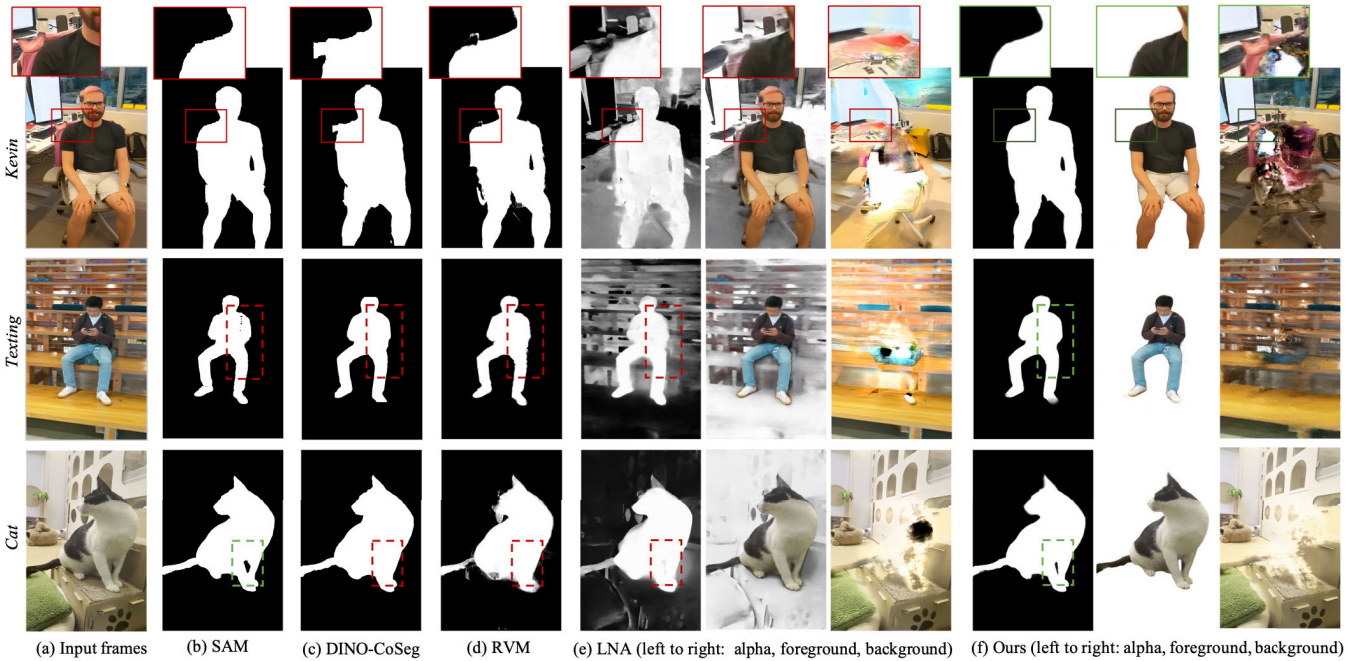 Kevin
Texting
Cat
(a) Input frames
(b) SAM
(c) DINO-CoSeg
(d) RVM
(e) LNA (left to right: alpha, foreground, background)
(f) Ours (left to right: alpha, foreground, background)